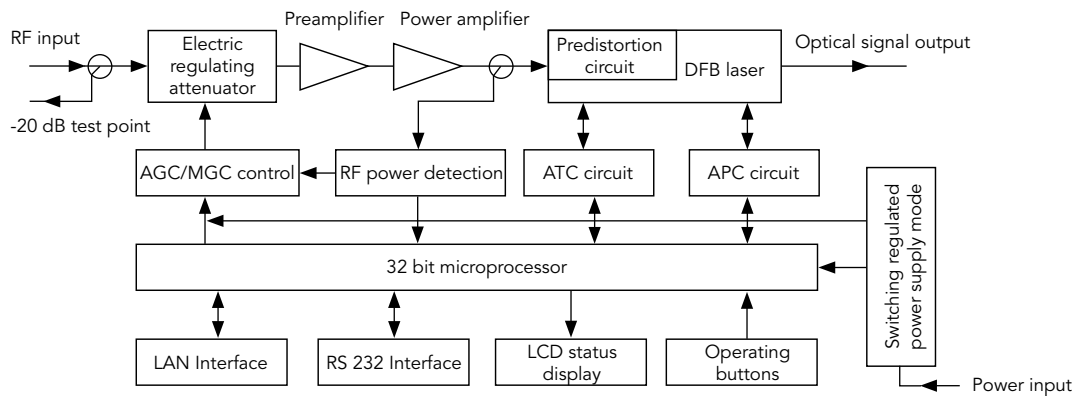 Preamplifier
Power amplifier
RF input
Electric
regulating
attenuator
Predistortion
circuit
DFB laser
Optical signal output
-20 dB test point
AGC/MGC control
RF power detection
ATC circuit
APC circuit
Switching regulated
power supply mode
32 bit microprocessor
LAN Interface
RS 232 Interface
LCD status
display
Operating
buttons
Power input